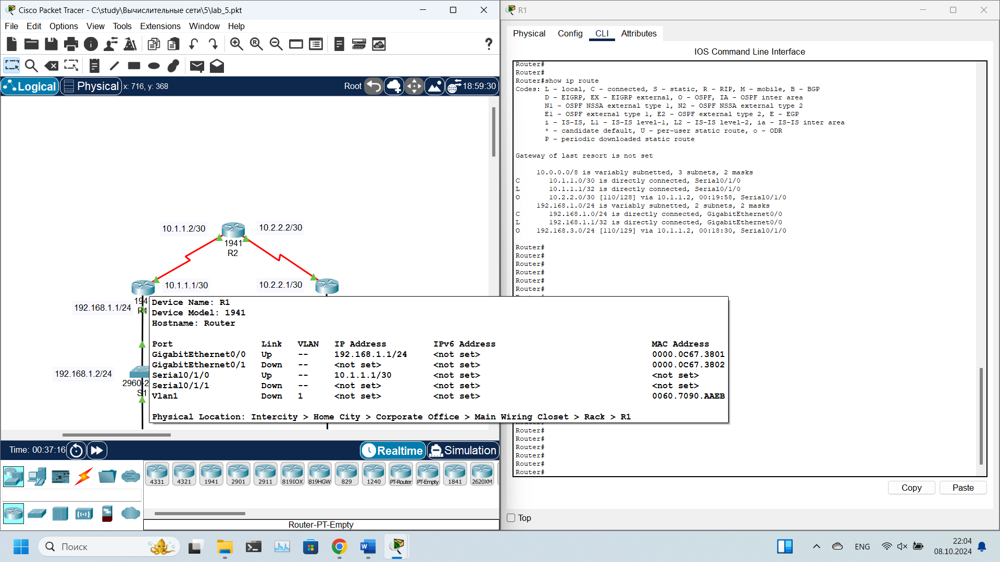 Cisco Packet Tracer - C:\study\Вычислительные сети\5\lab_5.pkt
File Edit Options View Tools Extensions Window Help
Logical Physical x: 716, y: 368
Root 18:59:30
10.1.1.2/30
10.2.2.2/30
1941
R2
10.1.1.1/30
10.2.2.1/30
194
192.168.1.1/24
R1
192.168.1.2/24
2960-2
S1
Device Name: R1
Device Model: 1941
Hostname: Router
Port Link VLAN IP Address IPv6 Address MAC Address
GigabitEthernet0/0 Up -- 192.168.1.1/24 <not set> 0000.0C67.3801
GigabitEthernet0/1 Down -- <not set> <not set> 0000.0C67.3802
Serial0/1/0 Up -- 10.1.1.1/30 <not set> <not set>
Serial0/1/1 Down -- <not set> <not set> <not set>
Vlan1 Down 1 <not set> <not set> 0060.7090.AAEB
Physical Location: Intercity > Home City > Corporate Office > Main Wiring Closet > Rack > R1
Time: 00:37:16
Realtime Simulation
4331 4321 1941 2901 2911 819IOX 819HGW 829 1240 PT-Router PT-Empty 1841 2620XM
Router-PT-Empty
R1
Physical Config CLI Attributes
IOS Command Line Interface
Router#
Router#
Router#show ip route
Codes: L - local, C - connected, S - static, R - RIP, M - mobile, B - BGP
D - EIGRP, EX - EIGRP external, O - OSPF, IA - OSPF inter area
N1 - OSPF NSSA external type 1, N2 - OSPF NSSA external type 2
E1 - OSPF external type 1, E2 - OSPF external type 2, E - EGP
i - IS-IS, L1 - IS-IS level-1, L2 - IS-IS level-2, ia - IS-IS inter area
* - candidate default, U - per-user static route, o - ODR
P - periodic downloaded static route
Gateway of last resort is not set
10.0.0.0/8 is variably subnetted, 3 subnets, 2 masks
C 10.1.1.0/30 is directly connected, Serial0/1/0
L 10.1.1.1/32 is directly connected, Serial0/1/0
O 10.2.2.0/30 [110/128] via 10.1.1.2, 00:19:58, Serial0/1/0
192.168.1.0/24 is variably subnetted, 2 subnets, 2 masks
C 192.168.1.0/24 is directly connected, GigabitEthernet0/0
L 192.168.1.1/32 is directly connected, GigabitEthernet0/0
O 192.168.3.0/24 [110/129] via 10.1.1.2, 00:18:30, Serial0/1/0
Router#
Router#
Router#
Router#
Router#
Router#
Router#
Router#
Router#
Router#
Router#
Router#
Copy Paste
Top
Поиск
ENG
22:04
08.10.2024